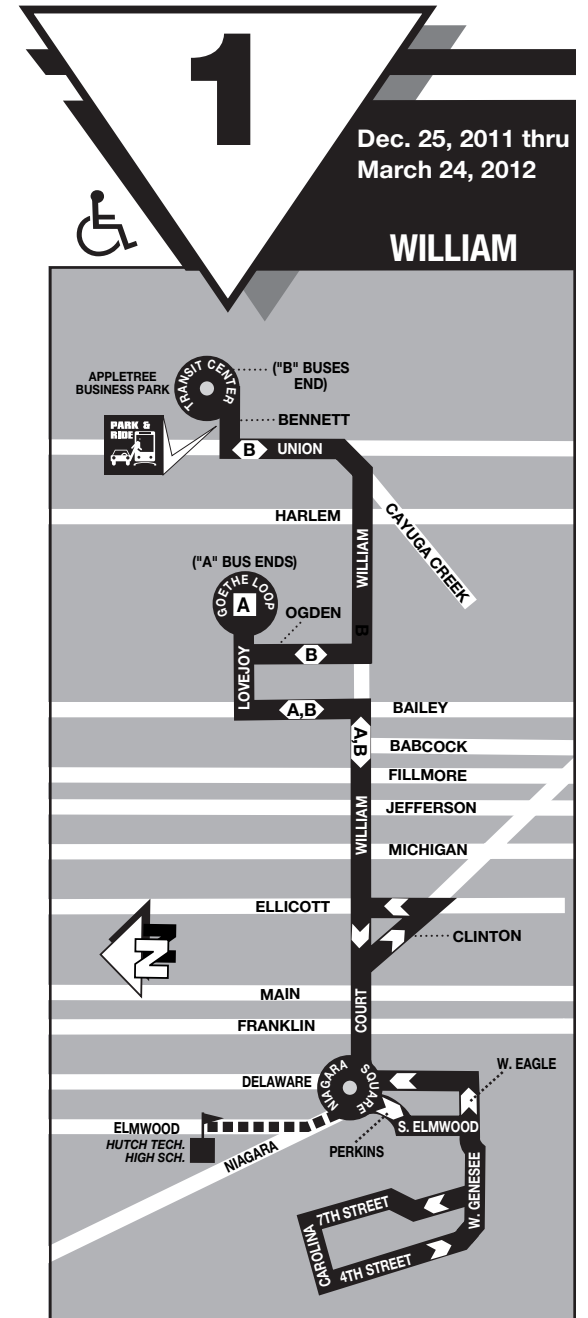 1
Dec. 25, 2011 thru
March 24, 2012
WILLIAM
TRANSIT CENTER
("B" BUSES
END)
APPLETREE
BUSINESS PARK
BENNETT
PARK &
RIDE
B
UNION
HARLEM
CAYUGA CREEK
WILLIAM
("A" BUS ENDS)
GOETHE LOOP
A
OGDEN
B
B
LOVEJOY
A,B
BAILEY
A,B
BABCOCK
FILLMORE
WILLIAM
JEFFERSON
MICHIGAN
ELLICOTT
CLINTON
N
MAIN
COURT
FRANKLIN
NIAGARA SQUARE
DELAWARE
W. EAGLE
ELMWOOD
HUTCH TECH.
HIGH SCH.
S. ELMWOOD
NIAGARA
PERKINS
W. GENESEE
7TH STREET
CAROLINA
4TH STREET